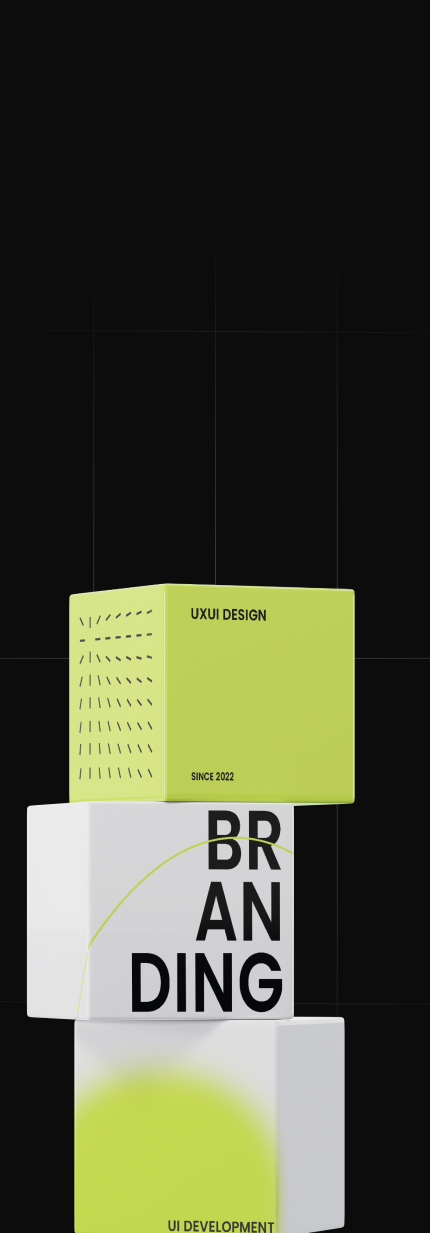 UXUI DESIGN
SINCE 2022
BR
AN
DING
UI DEVELOPMENT